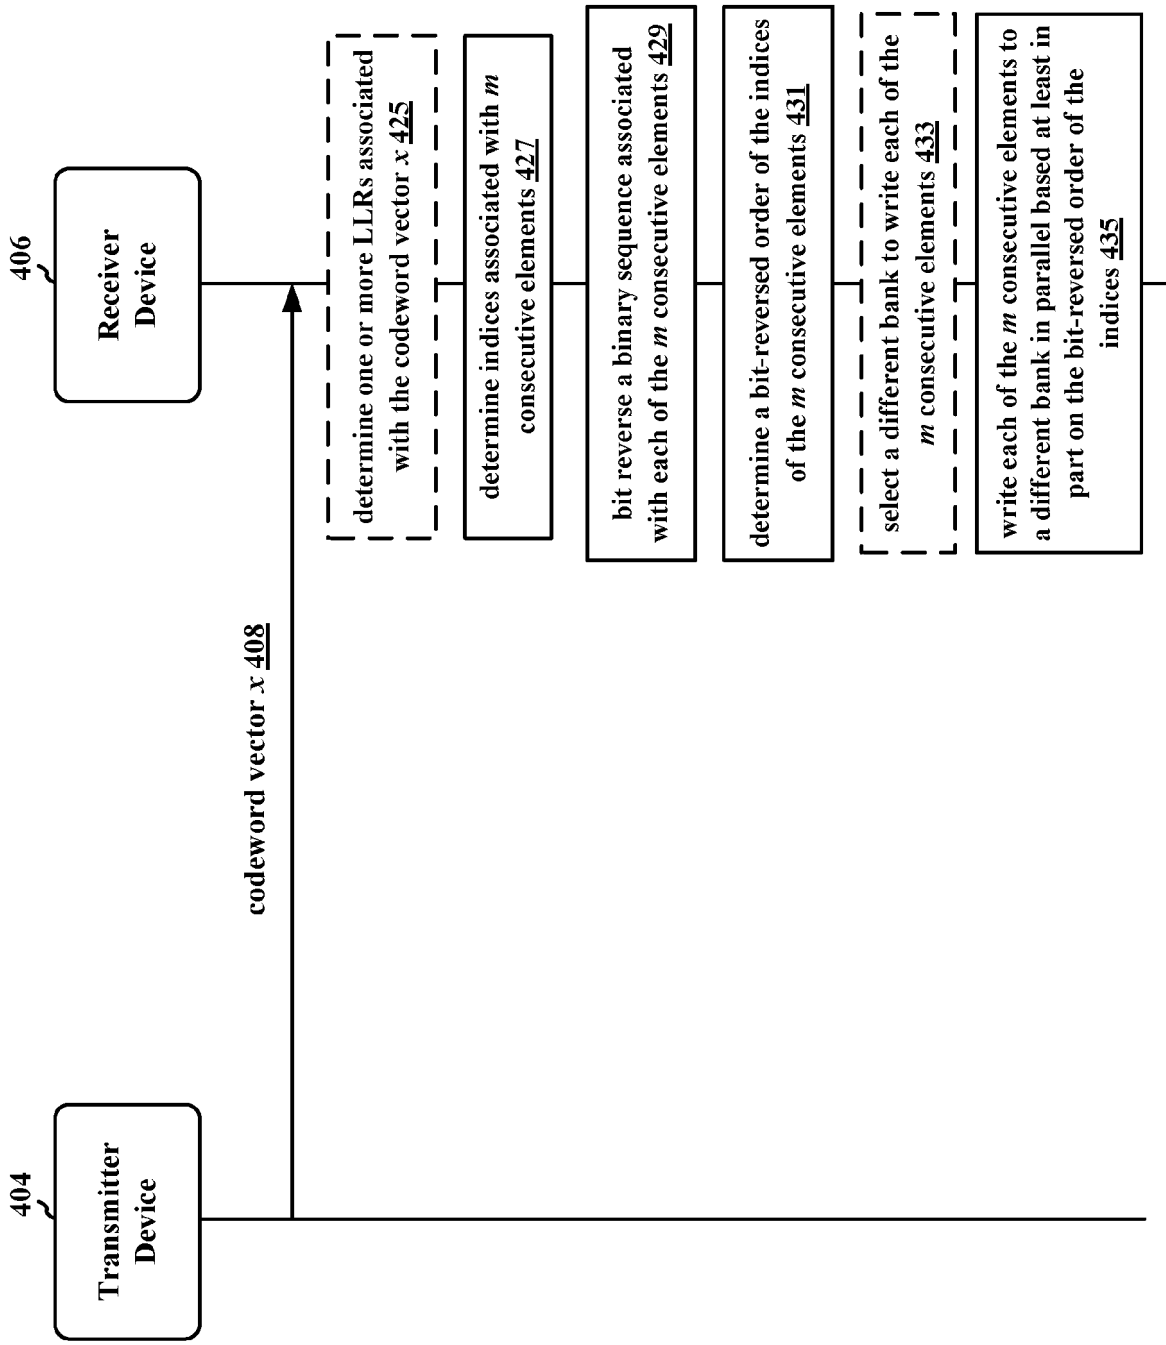 404
Transmitter
Device
406
Receiver
Device
codeword vector x 408
determine one or more LLRs associated
with the codeword vector x 425
determine indices associated with m
consecutive elements 427
bit reverse a binary sequence associated
with each of the m consecutive elements 429
determine a bit-reversed order of the indices
of the m consecutive elements 431
select a different bank to write each of the
m consecutive elements 433
write each of the m consecutive elements to
a different bank in parallel based at least in
part on the bit-reversed order of the
indices 435